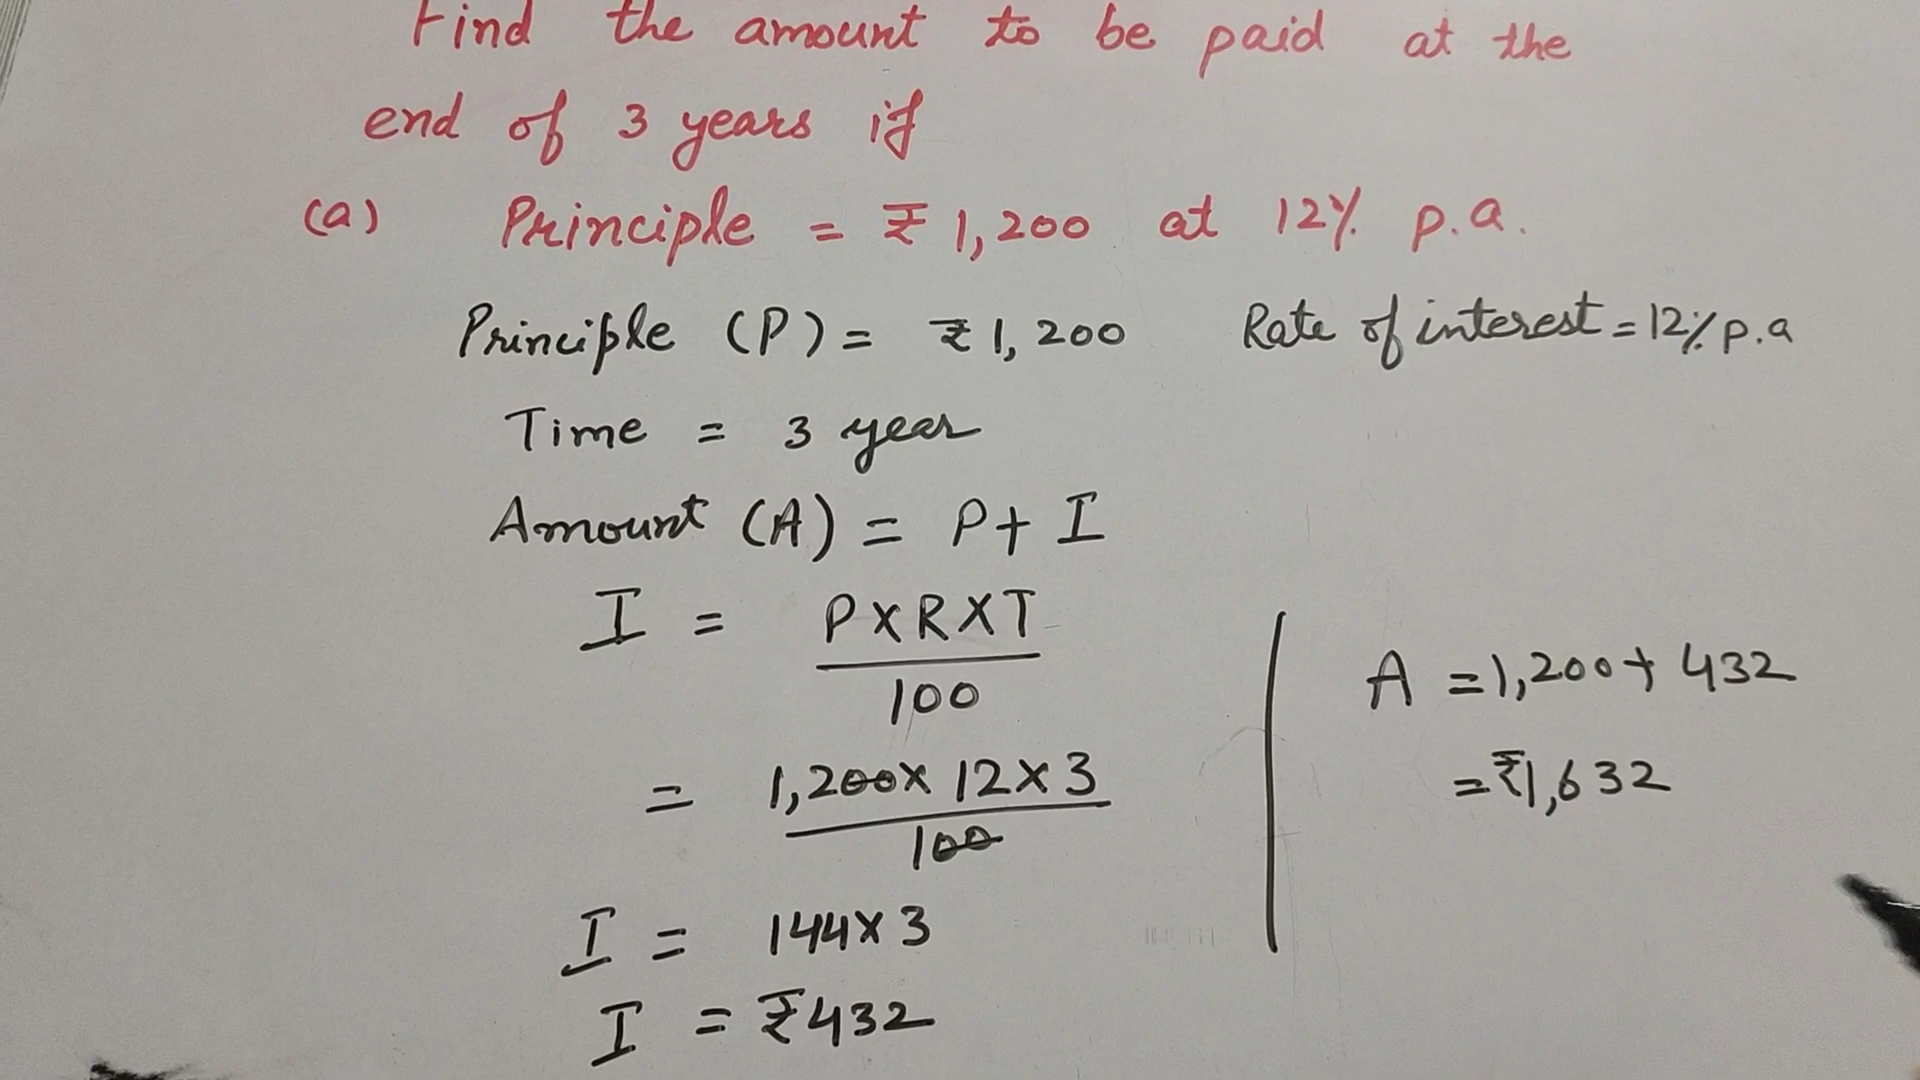 Find the amount to be paid at the
end of 3 years if
(a) Principle = ₹ 1,200 at 12% p.a.
Principle (P) = ₹ 1,200 Rate of interest = 12% p.a
Time = 3 year
Amount (A) = P + I
I = P X R X T
100
= 1,200 x 12 x 3
100
I = 144 x 3
I = ₹ 432
A = 1,200 + 432
= ₹1,632